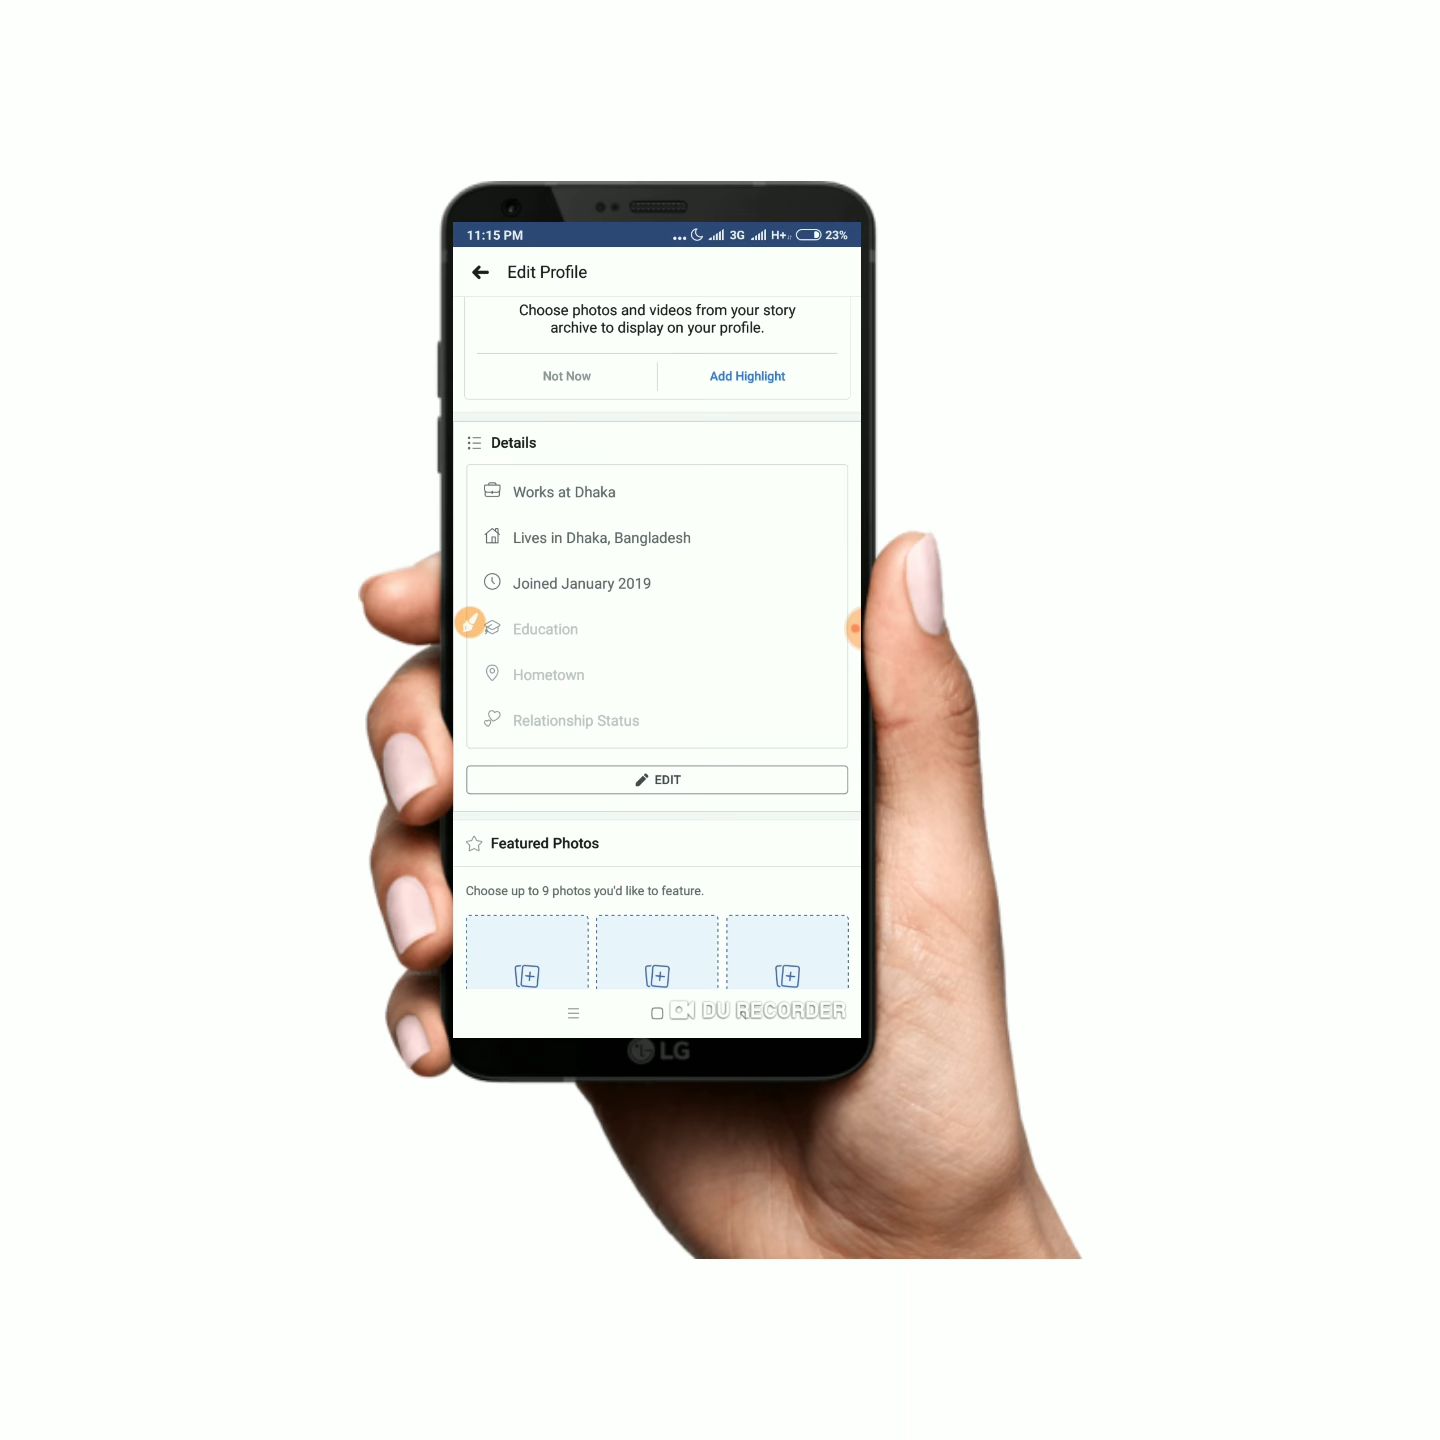 11:15 PM
3G H+ 23%
Edit Profile
Choose photos and videos from your story
archive to display on your profile.
Not Now
Add Highlight
Details
Works at Dhaka
Lives in Dhaka, Bangladesh
Joined January 2019
Education
Hometown
Relationship Status
EDIT
Featured Photos
Choose up to 9 photos you'd like to feature.
DU RECORDER
LG